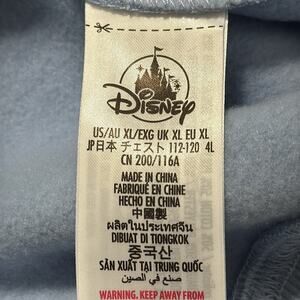 Disney
US/AU XL/EXG UK XL EU XL
JP日本 チェスト 112-120 4L
CN 200/116A
MADE IN CHINA
FABRIQUÉ EN CHINE
HECHO EN CHINA
中國製
ผลิตในประเทศจีน
DIBUAT DI TIONGKOK
중국산
SẢN XUẤT TẠI TRUNG QUỐC
صنع في الصين
WARNING. KEEP AWAY FROM